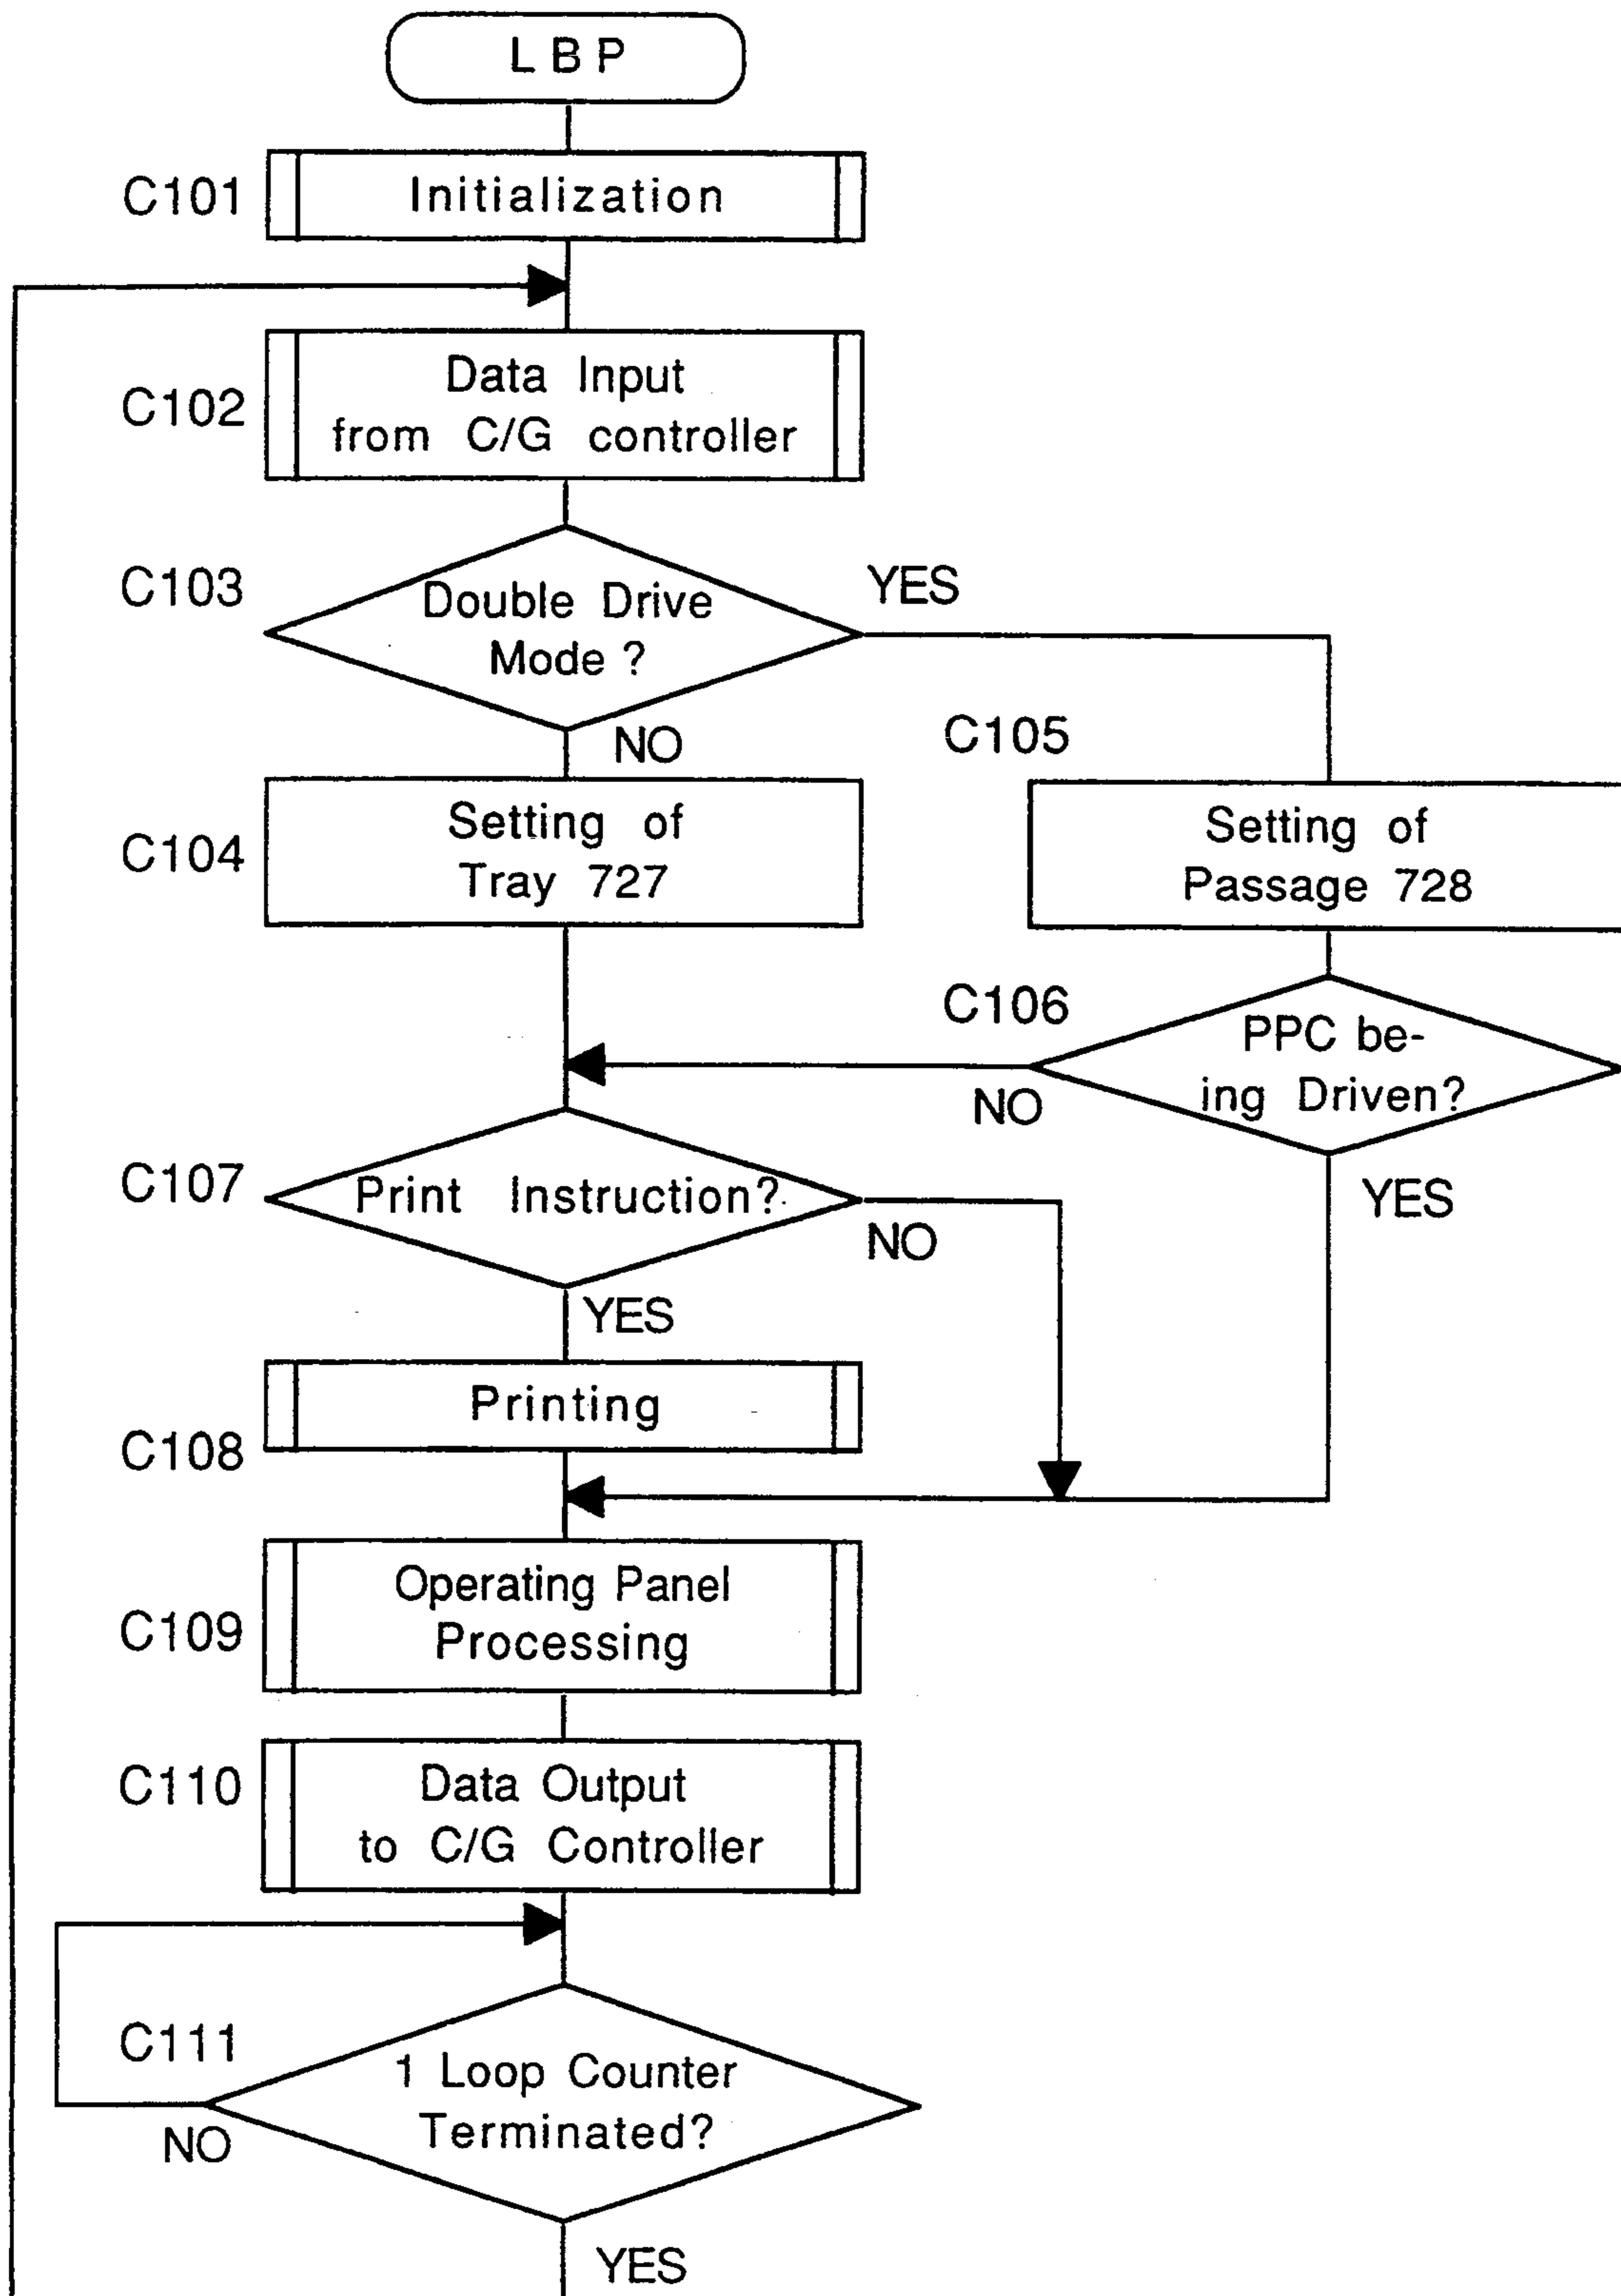 LBP
C101
Initialization
C102
Data Input
from C/G controller
C103
Double Drive
Mode ?
YES
NO
C105
C104
Setting of
Tray 727
Setting of
Passage 728
C106
PPC be-
ing Driven?
NO
C107
Print Instruction?
YES
NO
YES
Printing
C108
Operating Panel
C109
Processing
C110
Data Output
to C/G Controller
C111
1 Loop Counter
Terminated?
NO
YES